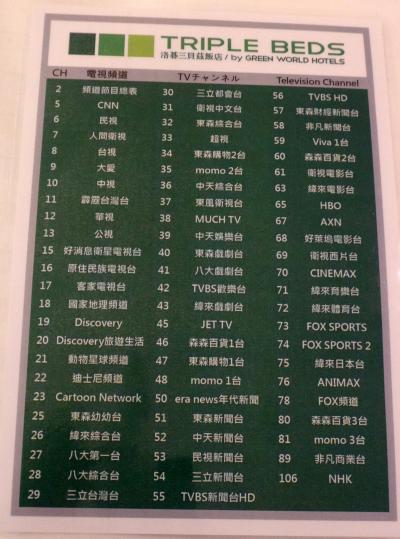 TRIPLE BEDS
洛碁三貝茲飯店 / by GREEN WORLD HOTELS
CH 電視頻道 TVチャンネル Television Channel
2 頻道節目總表
5 CNN
6 民視
7 人間衛視
8 台視
9 大愛
10 中視
11 霹靂台灣台
12 華視
13 公視
15 好消息衛星電視台
16 原住民族電視台
17 客家電視台
18 國家地理頻道
19 Discovery
20 Discovery旅遊生活
21 動物星球頻道
22 迪士尼頻道
23 Cartoon Network
25 東森幼幼台
26 緯來綜合台
27 八大第一台
28 八大綜合台
29 三立台灣台
30 三立都會台
31 衛視中文台
32 東森綜合台
33 超視
34 東森購物2台
35 momo 2台
36 中天綜合台
37 東風衛視台
38 MUCH TV
39 中天娛樂台
40 東森戲劇台
41 八大戲劇台
42 TVBS歡樂台
43 緯來戲劇台
45 JET TV
46 森森百貨1台
47 東森購物1台
48 momo 1台
50 era news年代新聞
51 東森新聞台
52 中天新聞台
53 民視新聞台
54 三立新聞台
55 TVBS新聞台HD
56 TVBS HD
57 東森財經新聞台
58 非凡新聞台
59 Viva 1台
60 森森百貨2台
61 衛視電影台
63 緯來電影台
65 HBO
67 AXN
68 好萊塢電影台
69 衛視西片台
70 CINEMAX
71 緯來育樂台
72 緯來體育台
73 FOX SPORTS
74 FOX SPORTS 2
75 緯來日本台
76 ANIMAX
78 FOX頻道
80 森森百貨3台
81 momo 3台
89 非凡商業台
106 NHK